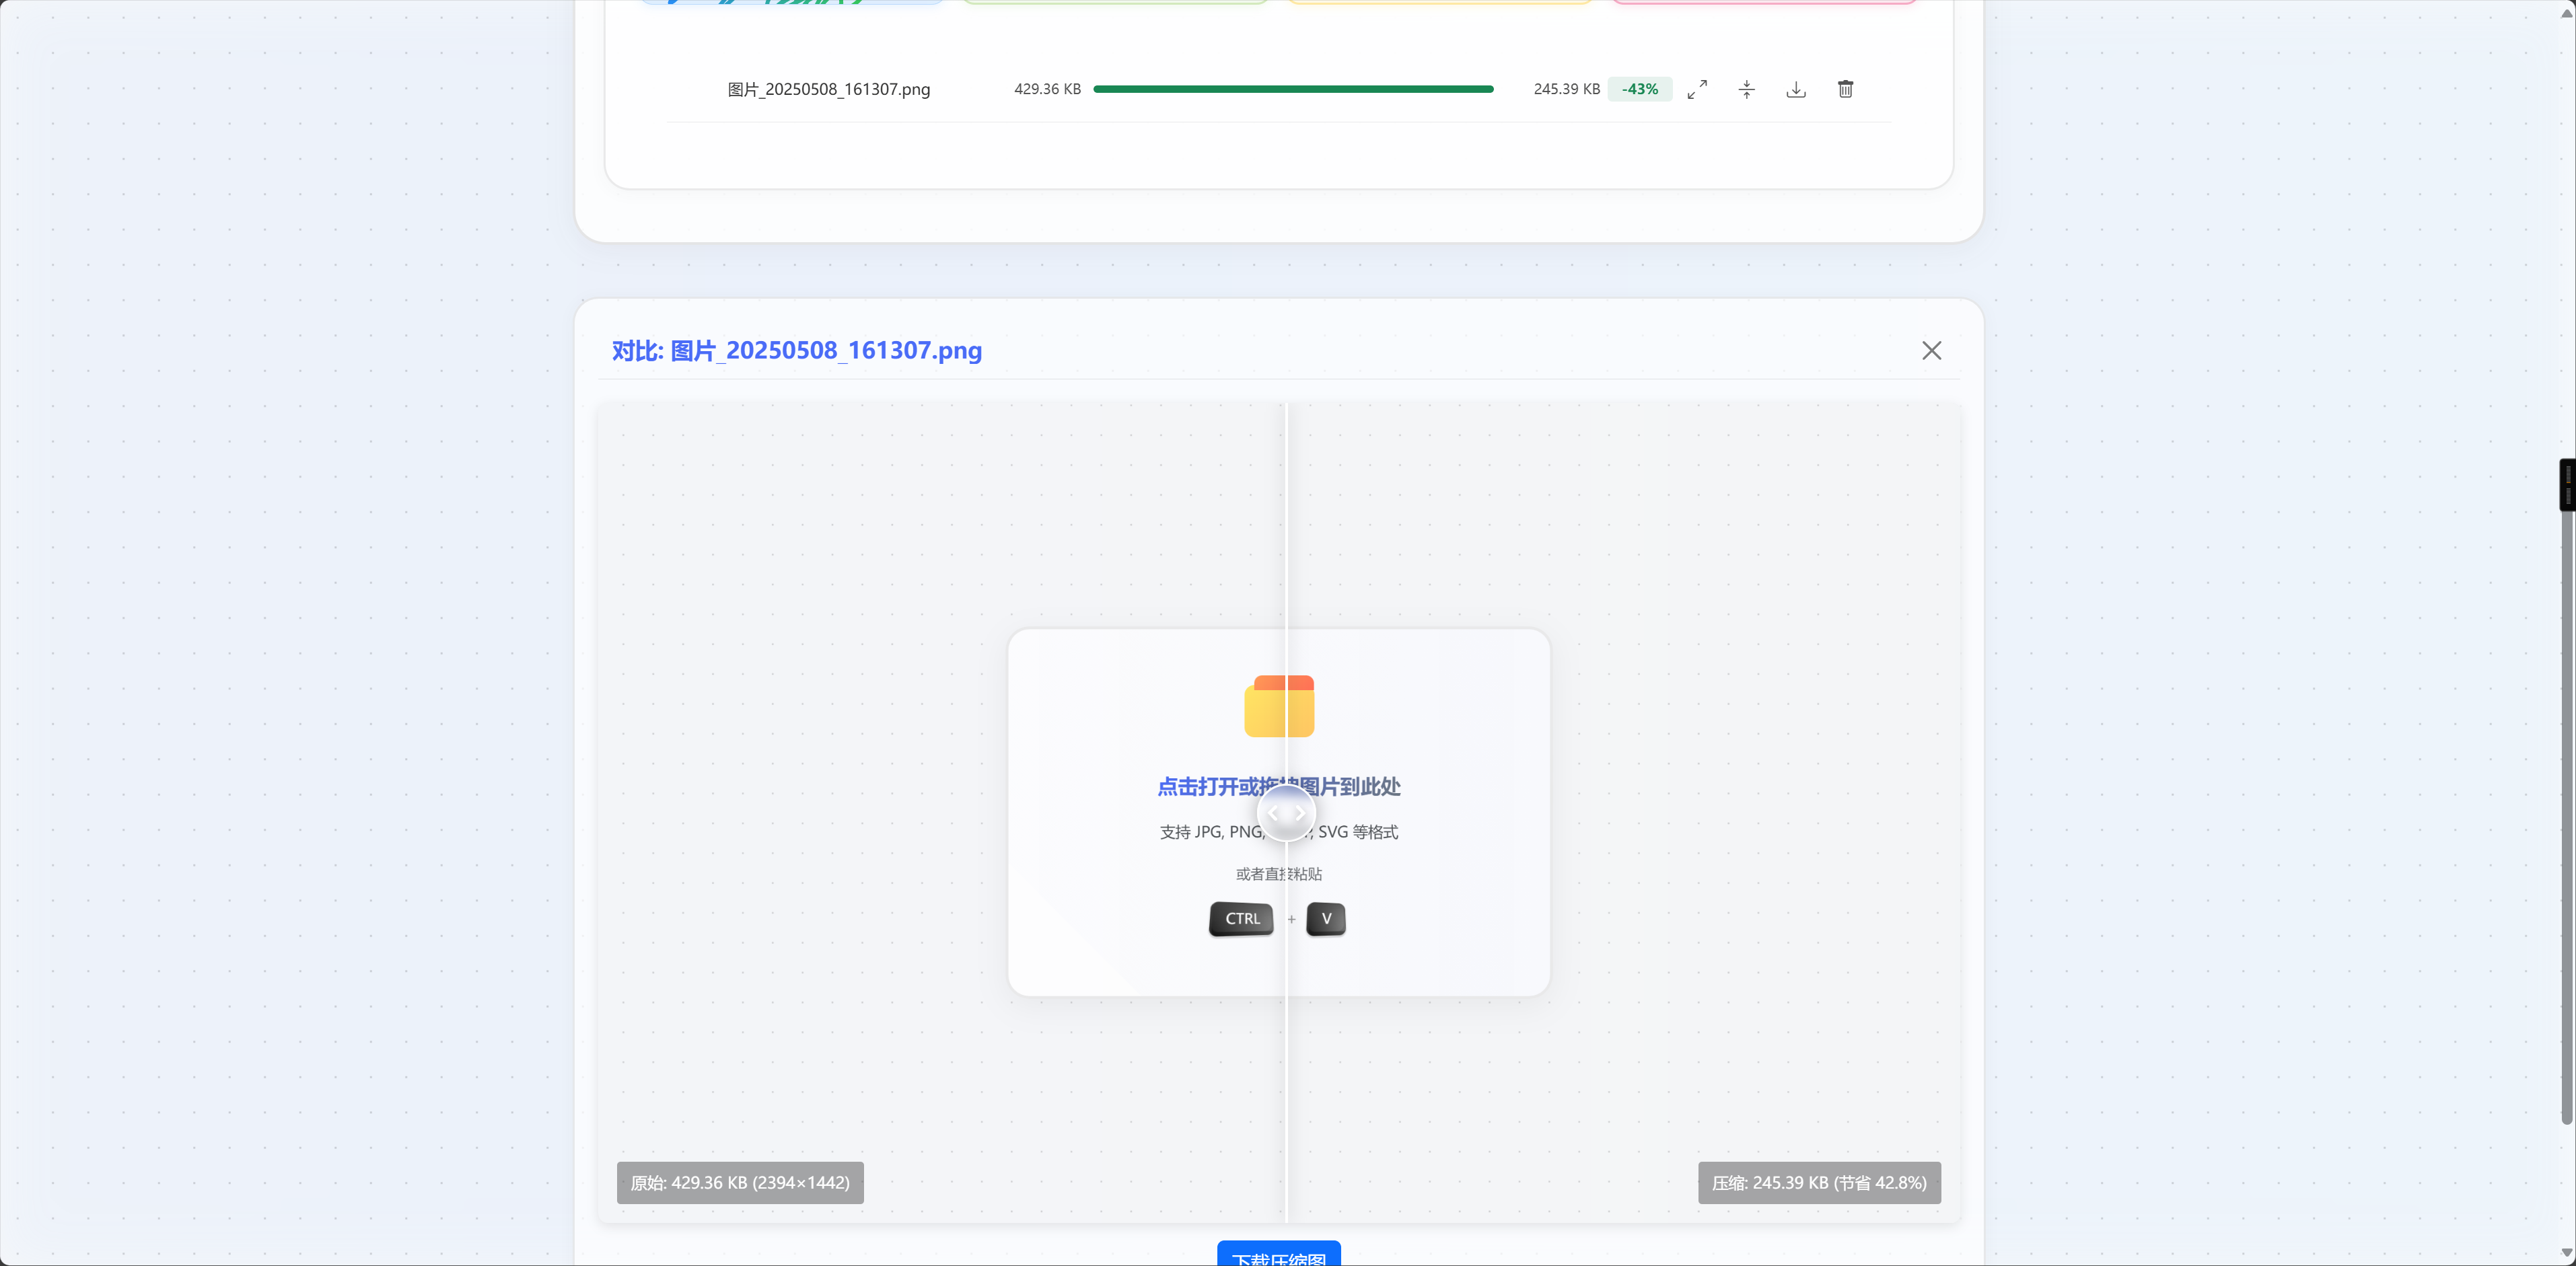 图片_20250508_161307.png 429.36 KB 245.39 KB -43%
对比: 图片_20250508_161307.png
点击打开或拖拽图片到此处
支持 JPG, PNG, SVG 等格式
或者直接粘贴
CTRL + V
原始: 429.36 KB (2394×1442)
压缩: 245.39 KB (节省 42.8%)
下载压缩图